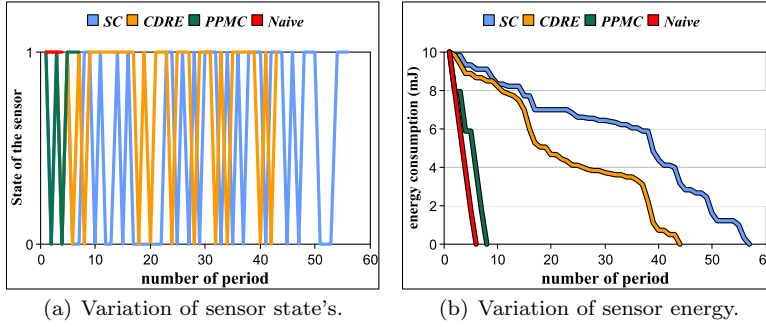 SC CDRE PPMC Naive
State of the sensor
1
0
0 10 20 30 40 50 60
number of period
(a) Variation of sensor state's.
SC CDRE PPMC Naive
energy consumption (mJ)
10
8
6
4
2
0
0 10 20 30 40 50 60
number of period
(b) Variation of sensor energy.